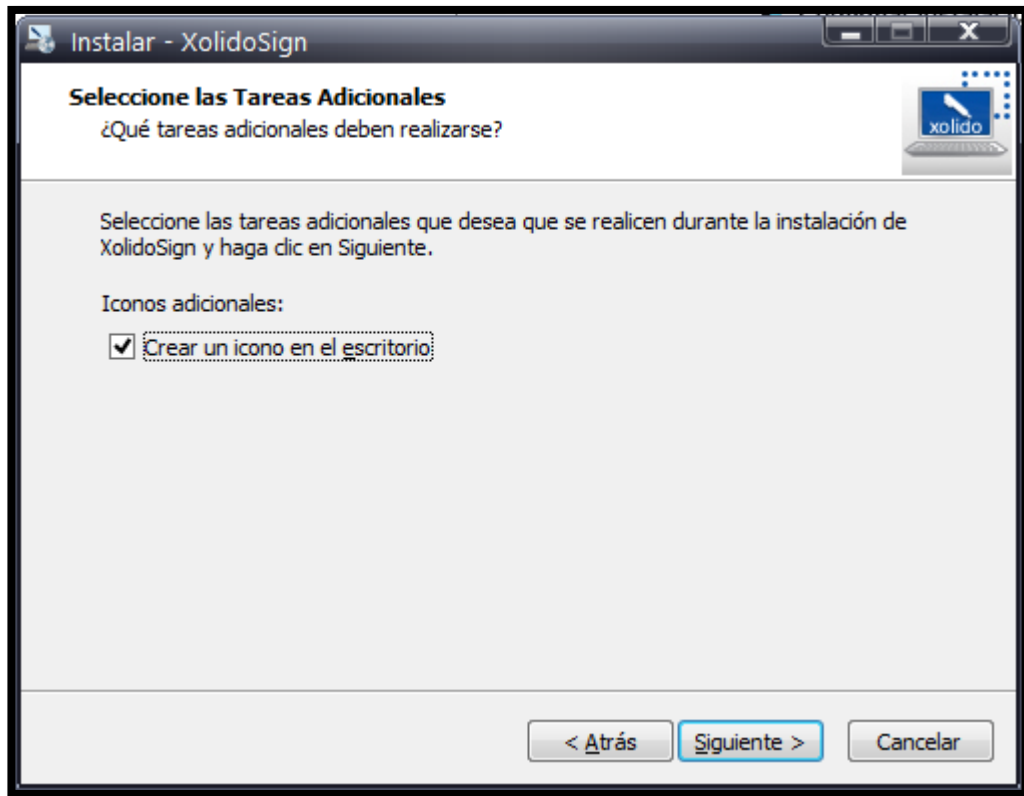 Instalar - XolidoSign
Seleccione las Tareas Adicionales
¿Qué tareas adicionales deben realizarse?
xolido
Seleccione las tareas adicionales que desea que se realicen durante la instalación de
XolidoSign y haga clic en Siguiente.
Iconos adicionales:
Crear un icono en el escritorio
< Atrás Siguiente > Cancelar